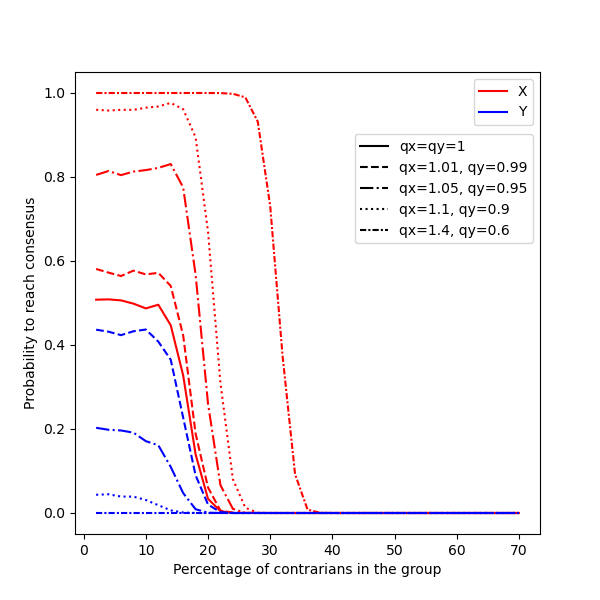 1.0
0.8
0.6
0.4
0.2
0.0
Probability to reach consensus
X
Y
qx=qy=1
qx=1.01, qy=0.99
qx=1.05, qy=0.95
qx=1.1, qy=0.9
qx=1.4, qy=0.6
0 10 20 30 40 50 60 70
Percentage of contrarians in the group